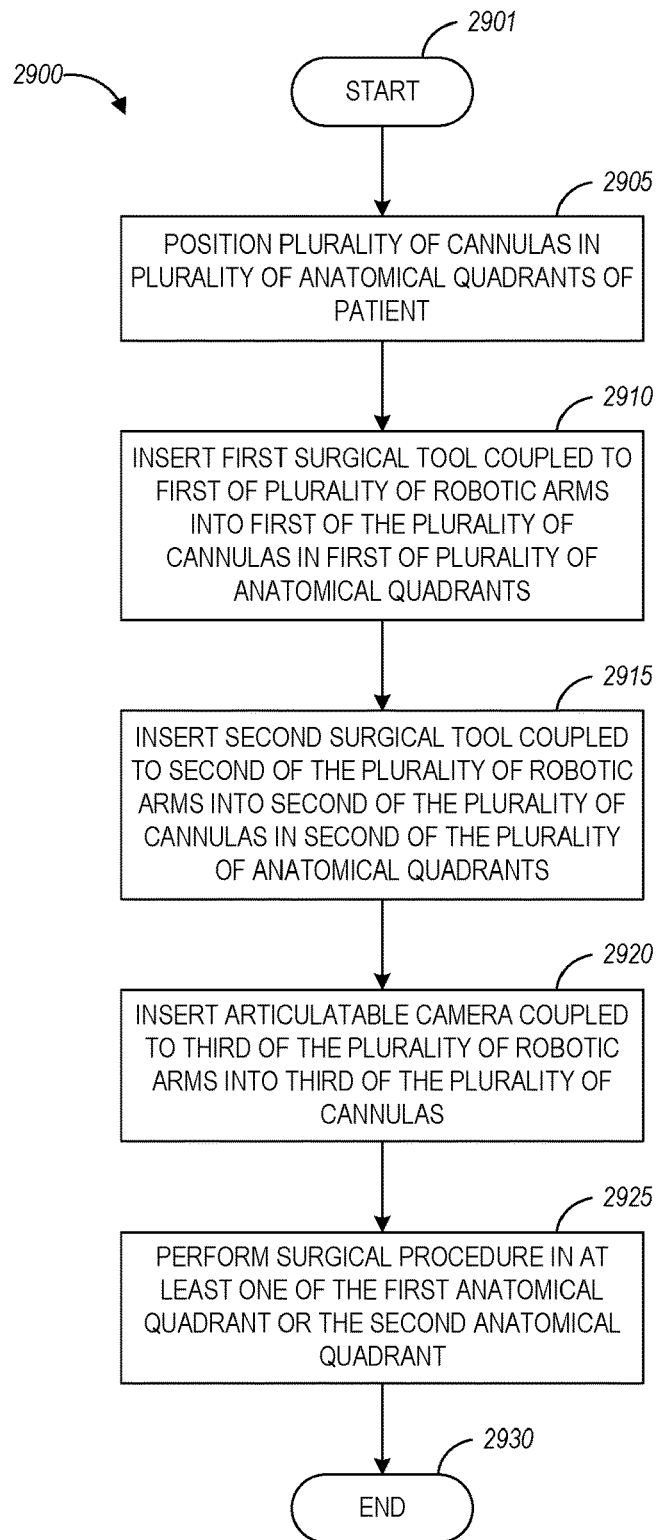 2901
2900
START
2905
POSITION PLURALITY OF CANNULAS IN
PLURALITY OF ANATOMICAL QUADRANTS OF
PATIENT
2910
INSERT FIRST SURGICAL TOOL COUPLED TO
FIRST OF PLURALITY OF ROBOTIC ARMS
INTO FIRST OF THE PLURALITY OF
CANNULAS IN FIRST OF PLURALITY OF
ANATOMICAL QUADRANTS
2915
INSERT SECOND SURGICAL TOOL COUPLED
TO SECOND OF THE PLURALITY OF ROBOTIC
ARMS INTO SECOND OF THE PLURALITY OF
CANNULAS IN SECOND OF THE PLURALITY
OF ANATOMICAL QUADRANTS
2920
INSERT ARTICULATABLE CAMERA COUPLED
TO THIRD OF THE PLURALITY OF ROBOTIC
ARMS INTO THIRD OF THE PLURALITY OF
CANNULAS
2925
PERFORM SURGICAL PROCEDURE IN AT
LEAST ONE OF THE FIRST ANATOMICAL
QUADRANT OR THE SECOND ANATOMICAL
QUADRANT
2930
END